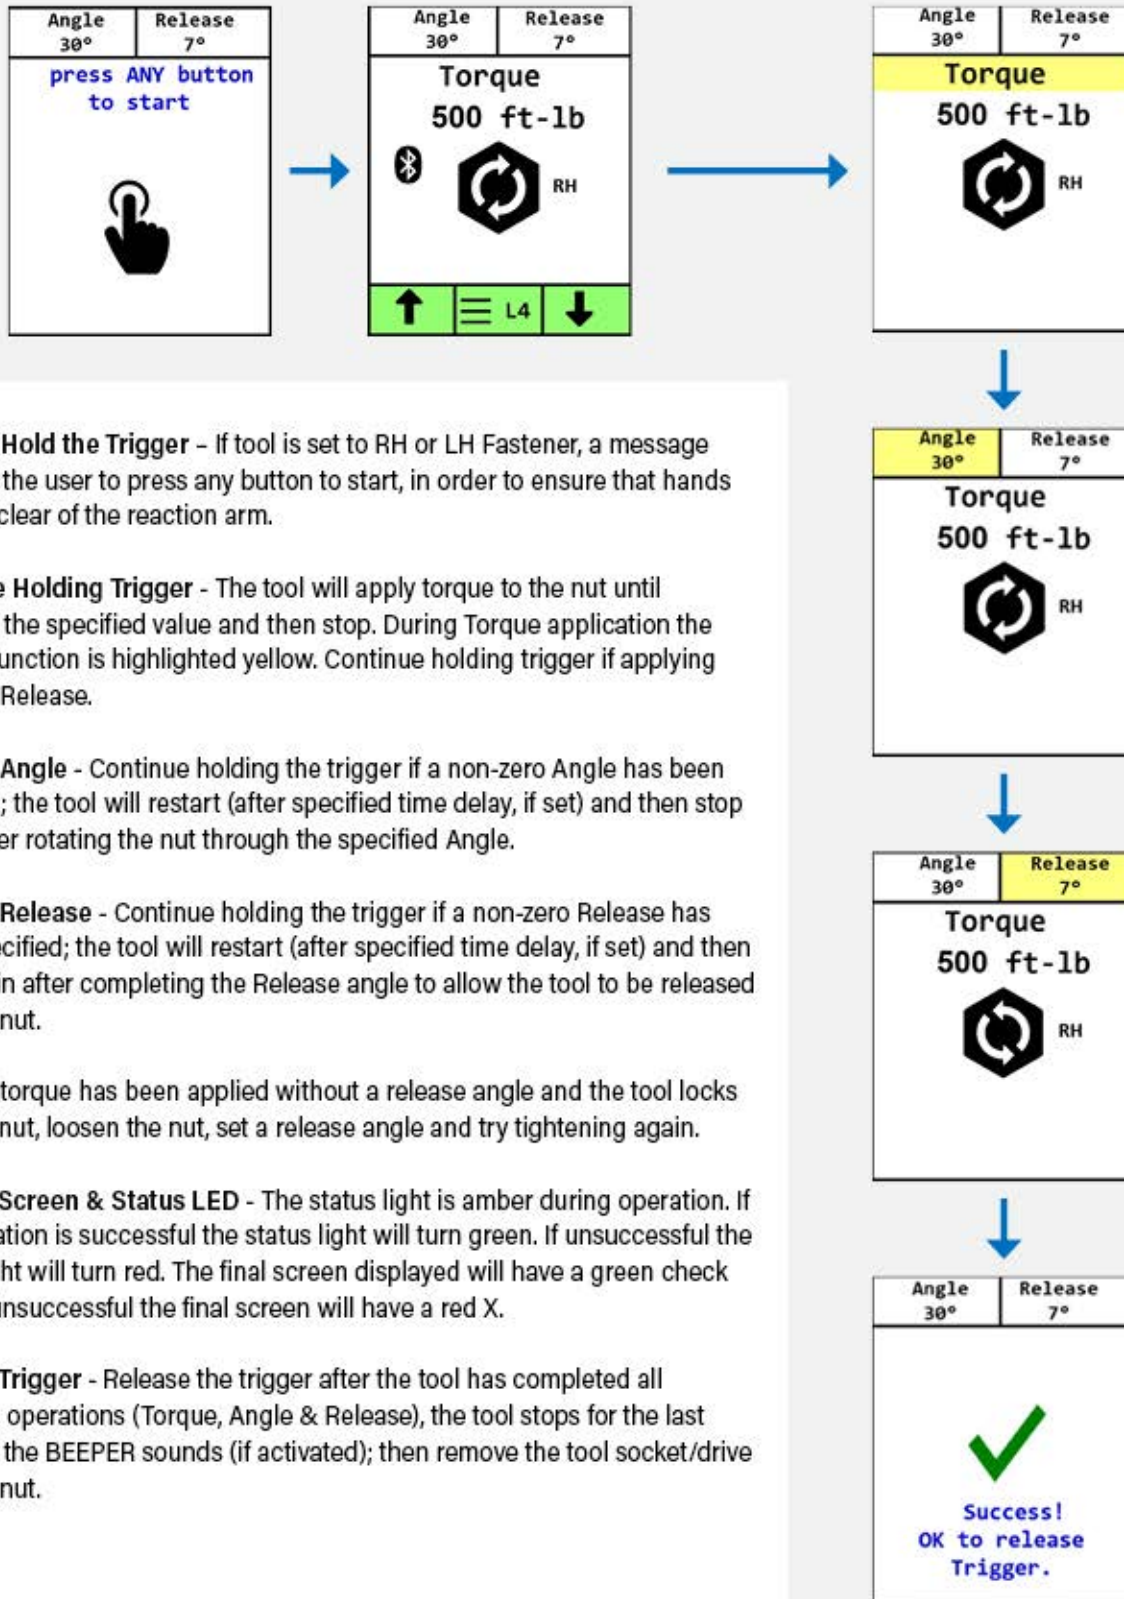 Angle
30°
Release
7°
press ANY button
to start
Angle
30°
Release
7°
Torque
500 ft-lb
RH
L4
Angle
30°
Release
7°
Torque
500 ft-lb
RH
Hold the Trigger – If tool is set to RH or LH Fastener, a message
the user to press any button to start, in order to ensure that hands
clear of the reaction arm.
e Holding Trigger - The tool will apply torque to the nut until
the specified value and then stop. During Torque application the
unction is highlighted yellow. Continue holding trigger if applying
Release.
Angle - Continue holding the trigger if a non-zero Angle has been
; the tool will restart (after specified time delay, if set) and then stop
er rotating the nut through the specified Angle.
Release - Continue holding the trigger if a non-zero Release has
ecified; the tool will restart (after specified time delay, if set) and then
in after completing the Release angle to allow the tool to be released
nut.
torque has been applied without a release angle and the tool locks
nut, loosen the nut, set a release angle and try tightening again.
Screen & Status LED - The status light is amber during operation. If
ation is successful the status light will turn green. If unsuccessful the
ht will turn red. The final screen displayed will have a green check
unsuccessful the final screen will have a red X.
Trigger - Release the trigger after the tool has completed all
operations (Torque, Angle & Release), the tool stops for the last
the BEEPER sounds (if activated); then remove the tool socket/drive
nut.
Angle
30°
Release
7°
Torque
500 ft-lb
RH
Angle
30°
Release
7°
Torque
500 ft-lb
RH
Angle
30°
Release
7°
Success!
OK to release
Trigger.